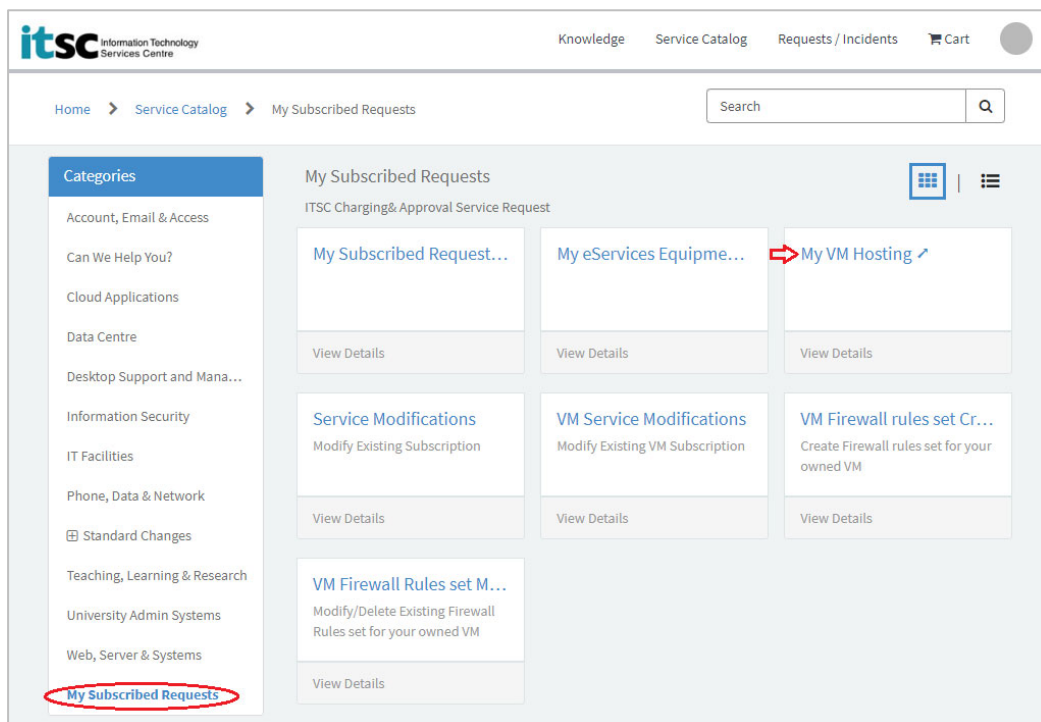 itsc Information Technology
Services Centre
Knowledge Service Catalog Requests / Incidents Cart
Home > Service Catalog > My Subscribed Requests
Search
Categories
Account, Email & Access
Can We Help You?
Cloud Applications
Data Centre
Desktop Support and Mana...
Information Security
IT Facilities
Phone, Data & Network
Standard Changes
Teaching, Learning & Research
University Admin Systems
Web, Server & Systems
My Subscribed Requests
My Subscribed Requests
ITSC Charging& Approval Service Request
My Subscribed Request...
View Details
My eServices Equipme...
View Details
My VM Hosting
View Details
Service Modifications
Modify Existing Subscription
View Details
VM Service Modifications
Modify Existing VM Subscription
View Details
VM Firewall rules set Cr...
Create Firewall rules set for your
owned VM
View Details
VM Firewall Rules set M...
Modify/Delete Existing Firewall
Rules set for your owned VM
View Details